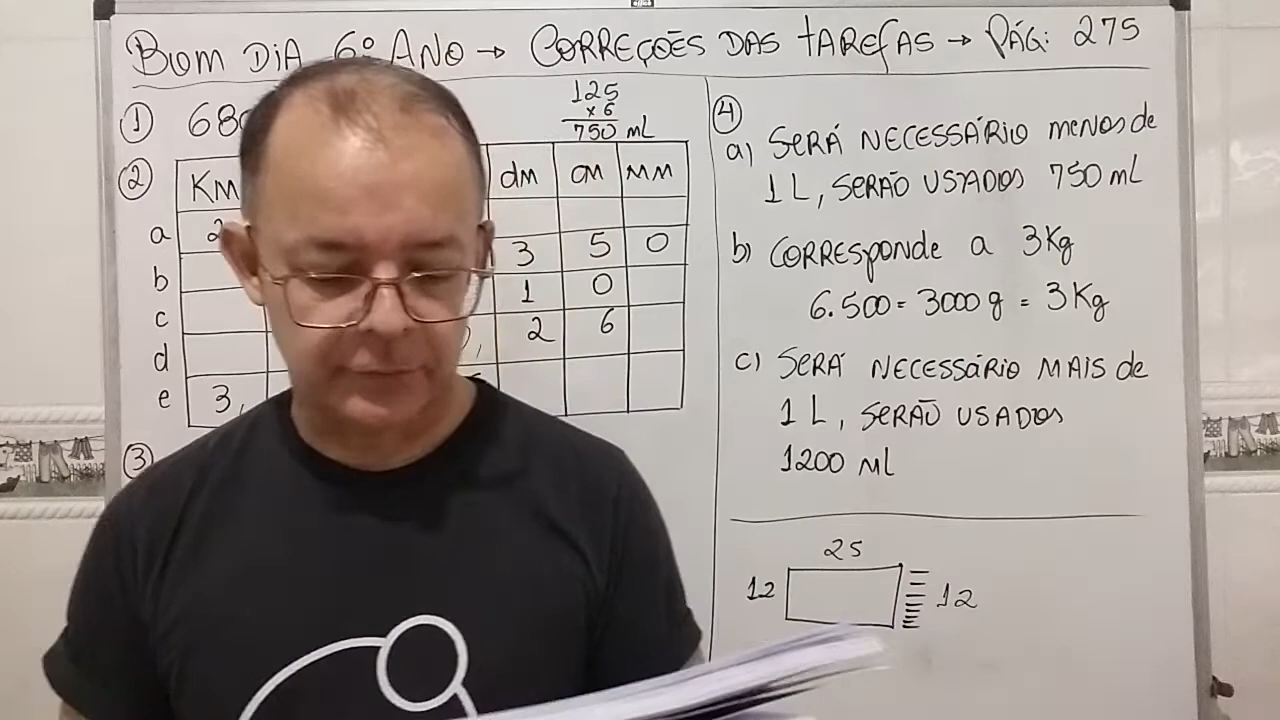 BOM DIA 6º ANO → CORREÇÕES DAS TAREFAS → PÁG: 275
① 68
125
x 6
750 mL
② Km dm cm mm
a 2
b 3 5 0
c 1 0
d , 2 6
e 3,
③
④
a) SERÁ NECESSÁRIO menos de
1 L, SERÃO USADOS 750 mL
b) CORResponde a 3Kg
6.500 = 3000 g = 3 Kg
c) SERÁ NECESSÁRIO MAIS de
1 L, SERÃO USADOS
1200 mL
25
12 12